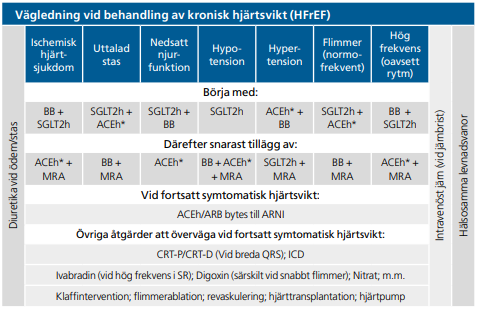 Vägledning vid behandling av kronisk hjärtsvikt (HFrEF)
Diuretika vid ödem/stas
Ischemisk hjärt-sjukdom
Uttalad stas
Nedsatt njur-funktion
Hypo-tension
Hyper-tension
Flimmer (normo-frekvent)
Hög frekvens (oavsett rytm)
Börja med:
BB + SGLT2h
SGLT2h + ACEh*
SGLT2h + BB
SGLT2h
ACEh* + BB
SGLT2h + ACEh*
BB + SGLT2h
Därefter snarast tillägg av:
ACEh* + MRA
BB + MRA
ACEh*
BB + ACEh* + MRA
SGLT2h + MRA
BB + MRA
ACEh* + MRA
Vid fortsatt symtomatisk hjärtsvikt:
ACEh/ARB bytes till ARNI
Övriga åtgärder att överväga vid fortsatt symtomatisk hjärtsvikt:
CRT-P/CRT-D (Vid breda QRS); ICD
Ivabradin (vid hög frekvens i SR); Digoxin (särskilt vid snabbt flimmer); Nitrat; m.m.
Klaffintervention; flimmerablation; revaskulering; hjärttransplantation; hjärtpump
Intravenöst järn (vid järnbrist)
Hälsosamma levnadsvanor